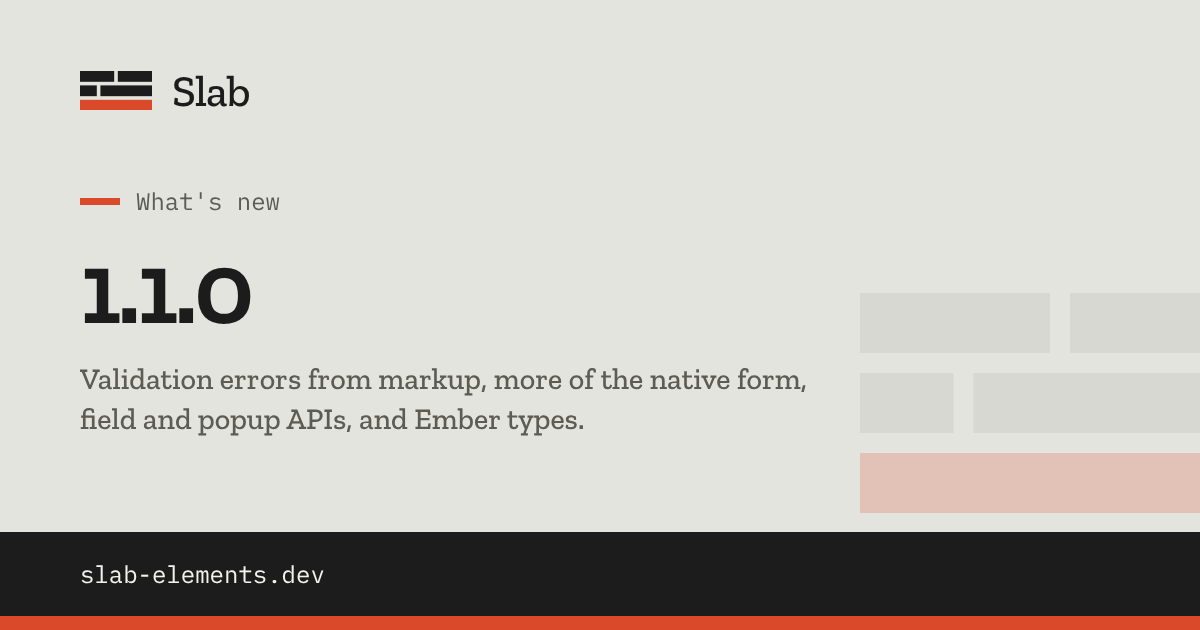 Slab
What's new
1.1.0
Validation errors from markup, more of the native form,
field and popup APIs, and Ember types.
slab-elements.dev